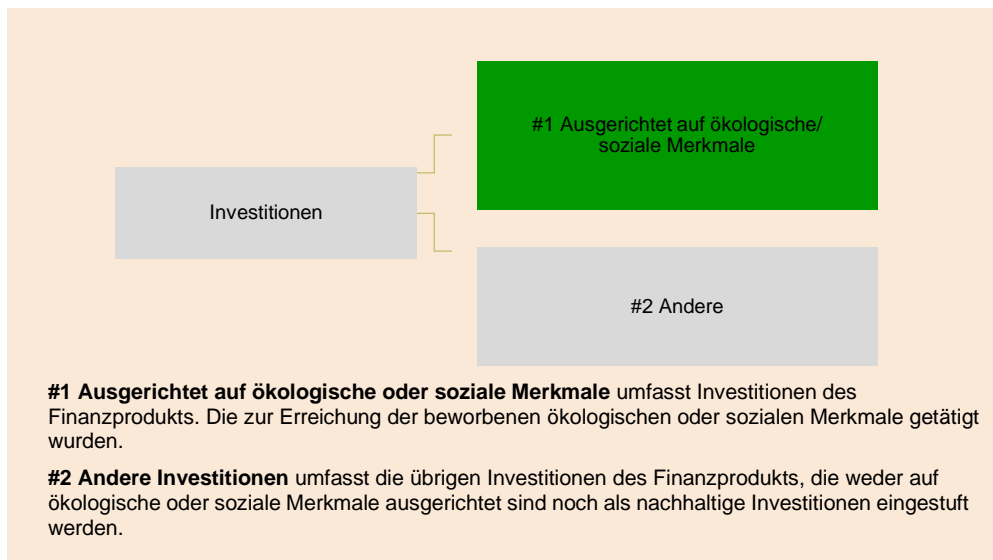 #1 Ausgerichtet auf ökologische/
soziale Merkmale
Investitionen
#2 Andere
#1 Ausgerichtet auf ökologische oder soziale Merkmale umfasst Investitionen des
Finanzprodukts. Die zur Erreichung der beworbenen ökologischen oder sozialen Merkmale getätigt
wurden.
#2 Andere Investitionen umfasst die übrigen Investitionen des Finanzprodukts, die weder auf
ökologische oder soziale Merkmale ausgerichtet sind noch als nachhaltige Investitionen eingestuft
werden.